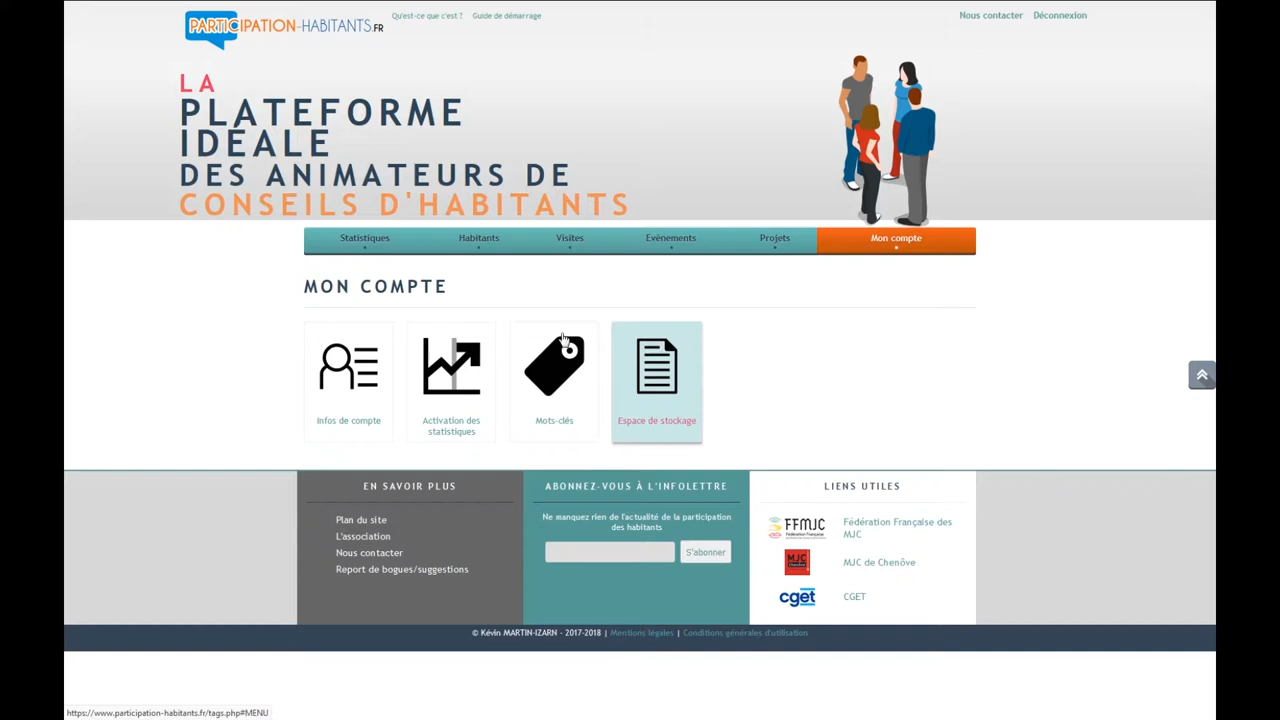 PARTICIPATION-HABITANTS.FR
Qu'est-ce que c'est ? Guide de démarrage
Nous contacter Déconnexion
LA
PLATEFORME
IDEALE
DES ANIMATEURS DE
CONSEILS D'HABITANTS
Statistiques Habitants Visites Evènements Projets Mon compte
MON COMPTE
Infos de compte
Activation des
statistiques
Mots-clés
Espace de stockage
EN SAVOIR PLUS
Plan du site
L'association
Nous contacter
Report de bogues/suggestions
ABONNEZ-VOUS À L'INFOLETTRE
Ne manquez rien de l'actualité de la participation
des habitants
S'abonner
LIENS UTILES
FFMJC
Fédération Française des
MJC
MJC
Chenôve
MJC de Chenôve
cget
CGET
© Kévin MARTIN-IZARN - 2017-2018 | Mentions légales | Conditions générales d'utilisation
https://www.participation-habitants.fr/tags.php#MENU